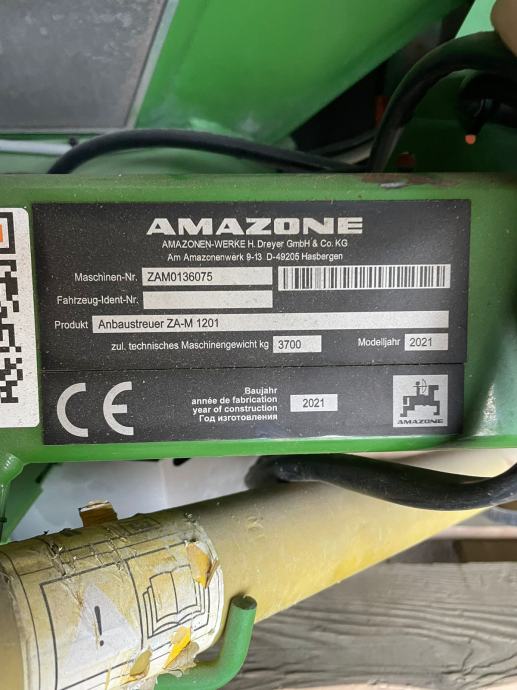 AMAZONE
AMAZONEN-WERKE H. Dreyer GmbH & Co. KG
Am Amazonenwerk 9-13 D-49205 Hasbergen
Maschinen-Nr. ZAM0136075
Fahrzeug-Ident-Nr.
Produkt Anbaustreuer ZA-M 1201
zul. technisches Maschinengewicht kg 3700 Modelljahr 2021
CE
Baujahr
année de fabrication
year of construction
Год изготовления
2021
AMAZONE
!